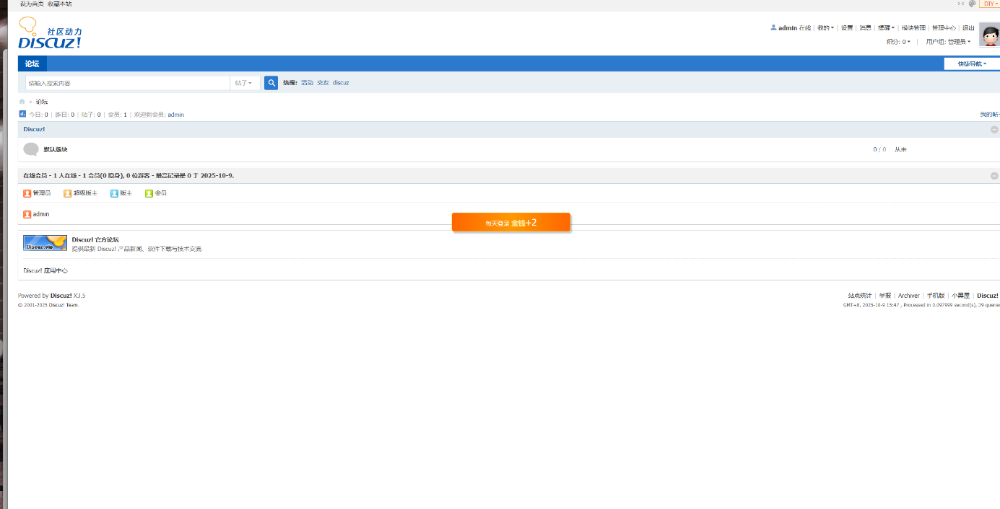 设为首页 收藏本站
DIY
社区动力
DISCUZ!
admin 在线 | 我的 | 设置 | 消息 | 提醒 | 模块管理 | 管理中心 | 退出
积分: 0 | 用户组: 管理员
论坛
快捷导航
请输入搜索内容 帖子 热搜: 活动 交友 discuz
» 论坛
今日: 0 | 昨日: 0 | 帖子: 0 | 会员: 1 | 欢迎新会员: admin
我的帖子
Discuz!
默认版块 0 / 0 从未
在线会员 - 1 人在线 - 1 会员(0 隐身), 0 位游客 - 最高记录是 0 于 2025-10-9.
管理员 超级版主 版主 会员
admin
每天登录 金钱+2
Discuz!.vip
Discuz! 官方论坛
提供最新 Discuz! 产品新闻、软件下载与技术交流
Discuz! 应用中心
Powered by Discuz! X3.5
站点统计 | 举报 | Archiver | 手机版 | 小黑屋 | Discuz!
© 2001-2025 Discuz! Team.
GMT+8, 2025-10-9 15:47 , Processed in 0.097999 second(s), 39 queries